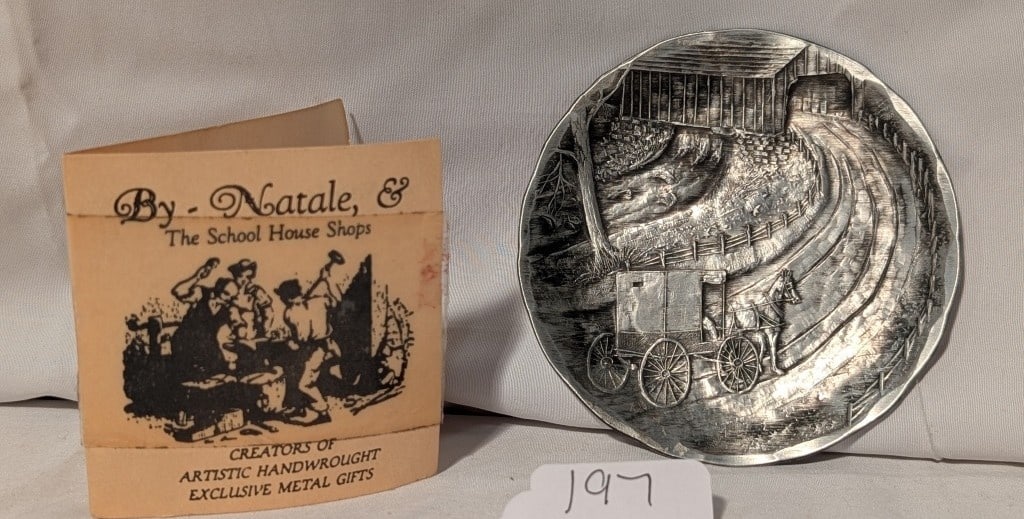 By - Natale, &
The School House Shops
CREATORS OF
ARTISTIC HANDWROUGHT
EXCLUSIVE METAL GIFTS
197